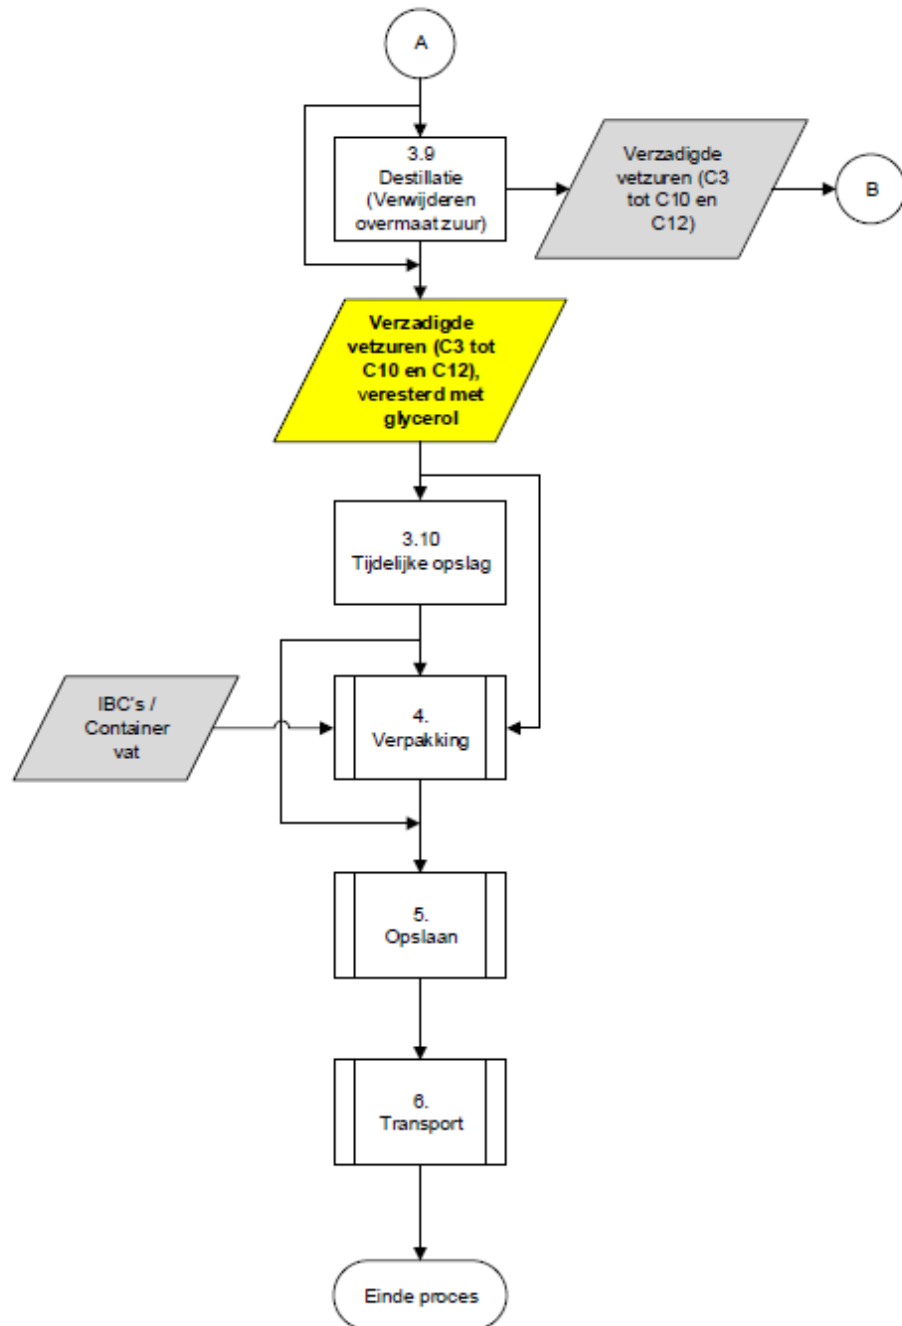 A
3.9
Destillatie
(Verwijderen
overmaat zuur)
Verzadigde
vetzuren (C3
tot C10 en
C12)
B
Verzadigde
vetzuren (C3 tot
C10 en C12),
veresterd met
glycerol
3.10
Tijdelijke opslag
IBC's /
Container
vat
4.
Verpakking
5.
Opslaan
6.
Transport
Einde proces